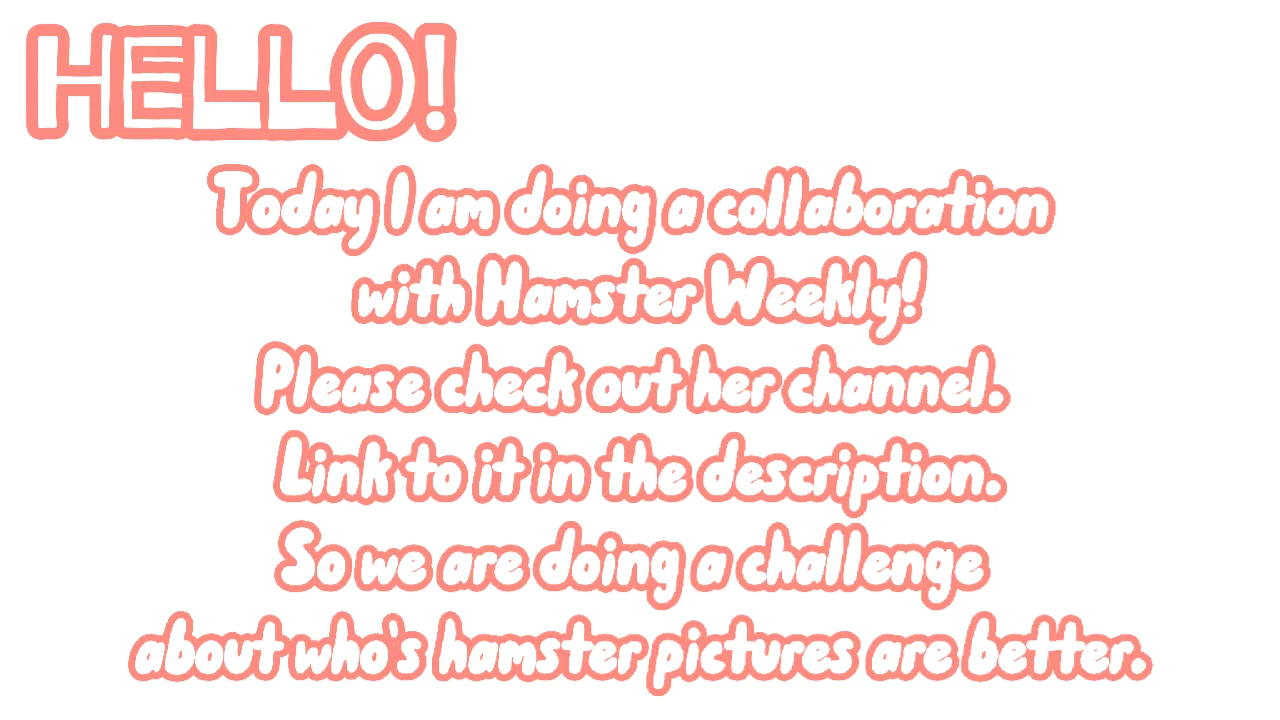 HELLO!
Today I am doing a collaboration
with Hamster Weekly!
Please check out her channel.
Link to it in the description.
So we are doing a challenge
about who's hamster pictures are better.